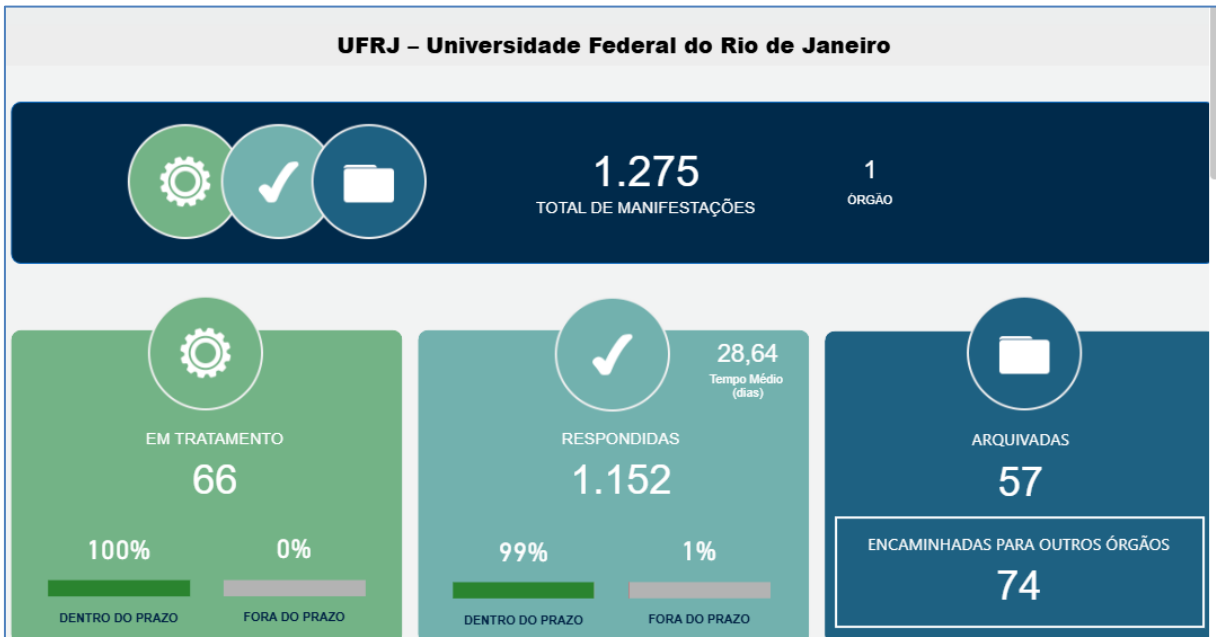 UFRJ – Universidade Federal do Rio de Janeiro
1.275
TOTAL DE MANIFESTAÇÕES
1
ÓRGÃO
EM TRATAMENTO
66
100%
0%
DENTRO DO PRAZO
FORA DO PRAZO
28,64
Tempo Médio
(dias)
RESPONDIDAS
1.152
99%
1%
DENTRO DO PRAZO
FORA DO PRAZO
ARQUIVADAS
57
ENCAMINHADAS PARA OUTROS ÓRGÃOS
74